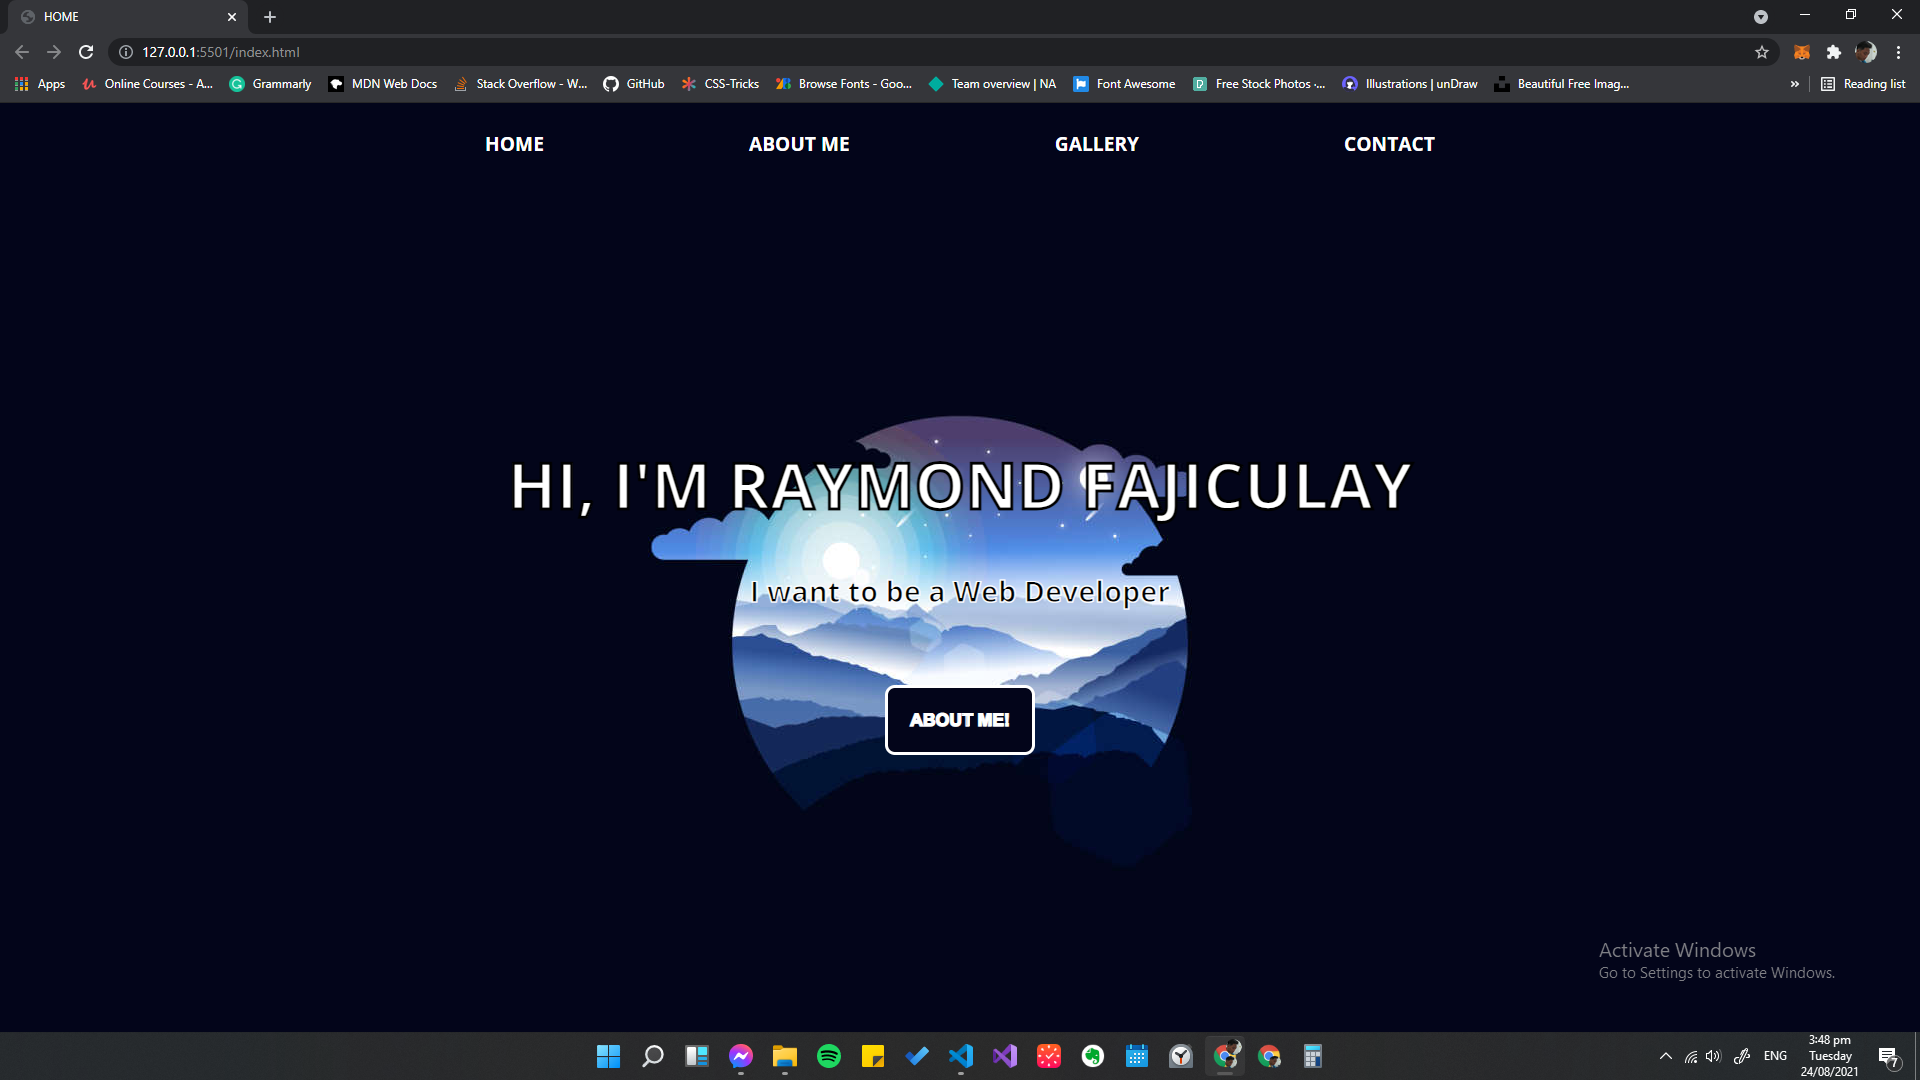 HOME
127.0.0.1:5501/index.html
Apps
Online Courses - A...
Grammarly
MDN Web Docs
Stack Overflow - W...
GitHub
CSS-Tricks
Browse Fonts - Goo...
Team overview | NA
Font Awesome
Free Stock Photos ·...
Illustrations | unDraw
Beautiful Free Imag...
»
Reading list
HOME
ABOUT ME
GALLERY
CONTACT
HI, I'M RAYMOND FAJICULAY
I want to be a Web Developer
ABOUT ME!
Activate Windows
Go to Settings to activate Windows.
ENG
3:48 pm
Tuesday
24/08/2021
7